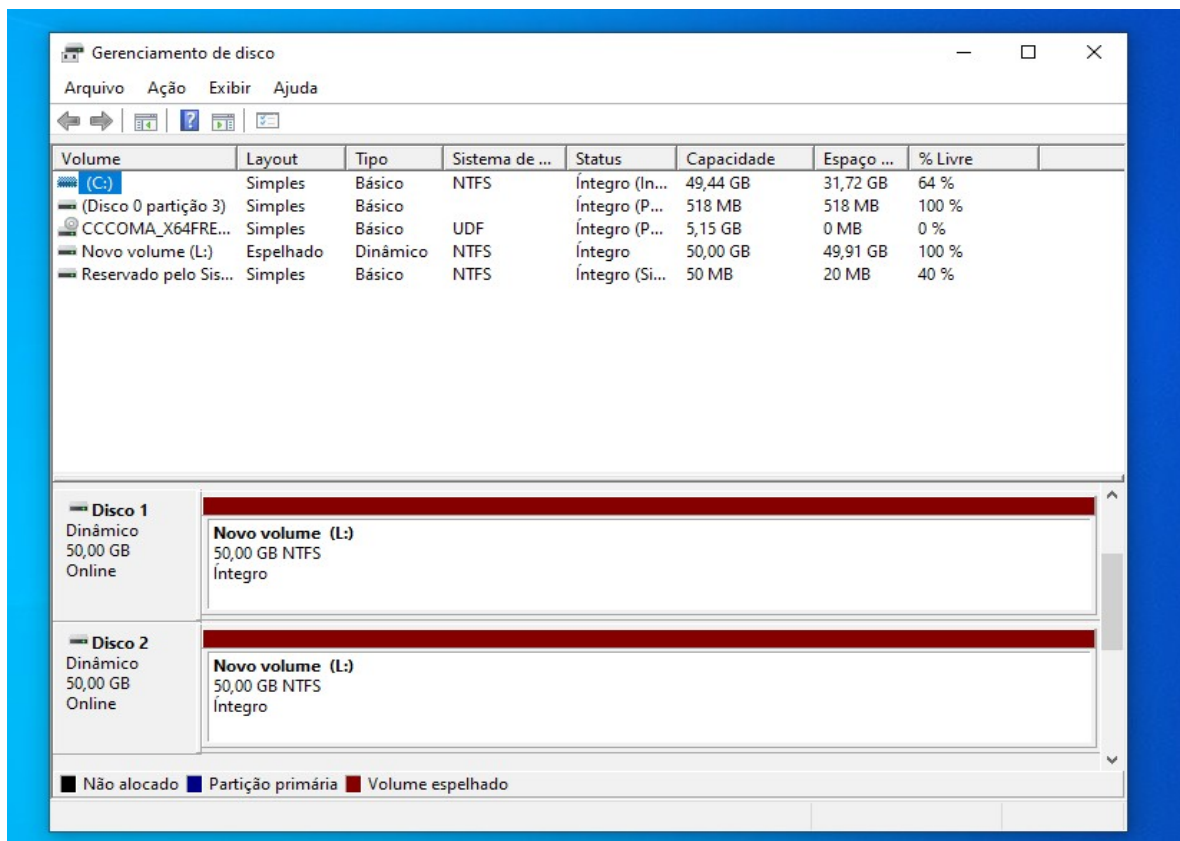 Gerenciamento de disco
Arquivo Ação Exibir Ajuda
Volume Layout Tipo Sistema de ... Status Capacidade Espaço ... % Livre
(C:) Simples Básico NTFS Íntegro (In... 49,44 GB 31,72 GB 64 %
(Disco 0 partição 3) Simples Básico Íntegro (P... 518 MB 518 MB 100 %
CCCOMA_X64FRE... Simples Básico UDF Íntegro (P... 5,15 GB 0 MB 0 %
Novo volume (L:) Espelhado Dinâmico NTFS Íntegro 50,00 GB 49,91 GB 100 %
Reservado pelo Sis... Simples Básico NTFS Íntegro (Si... 50 MB 20 MB 40 %
Disco 1
Dinâmico
50,00 GB
Online
Novo volume (L:)
50,00 GB NTFS
Íntegro
Disco 2
Dinâmico
50,00 GB
Online
Novo volume (L:)
50,00 GB NTFS
Íntegro
Não alocado Partição primária Volume espelhado